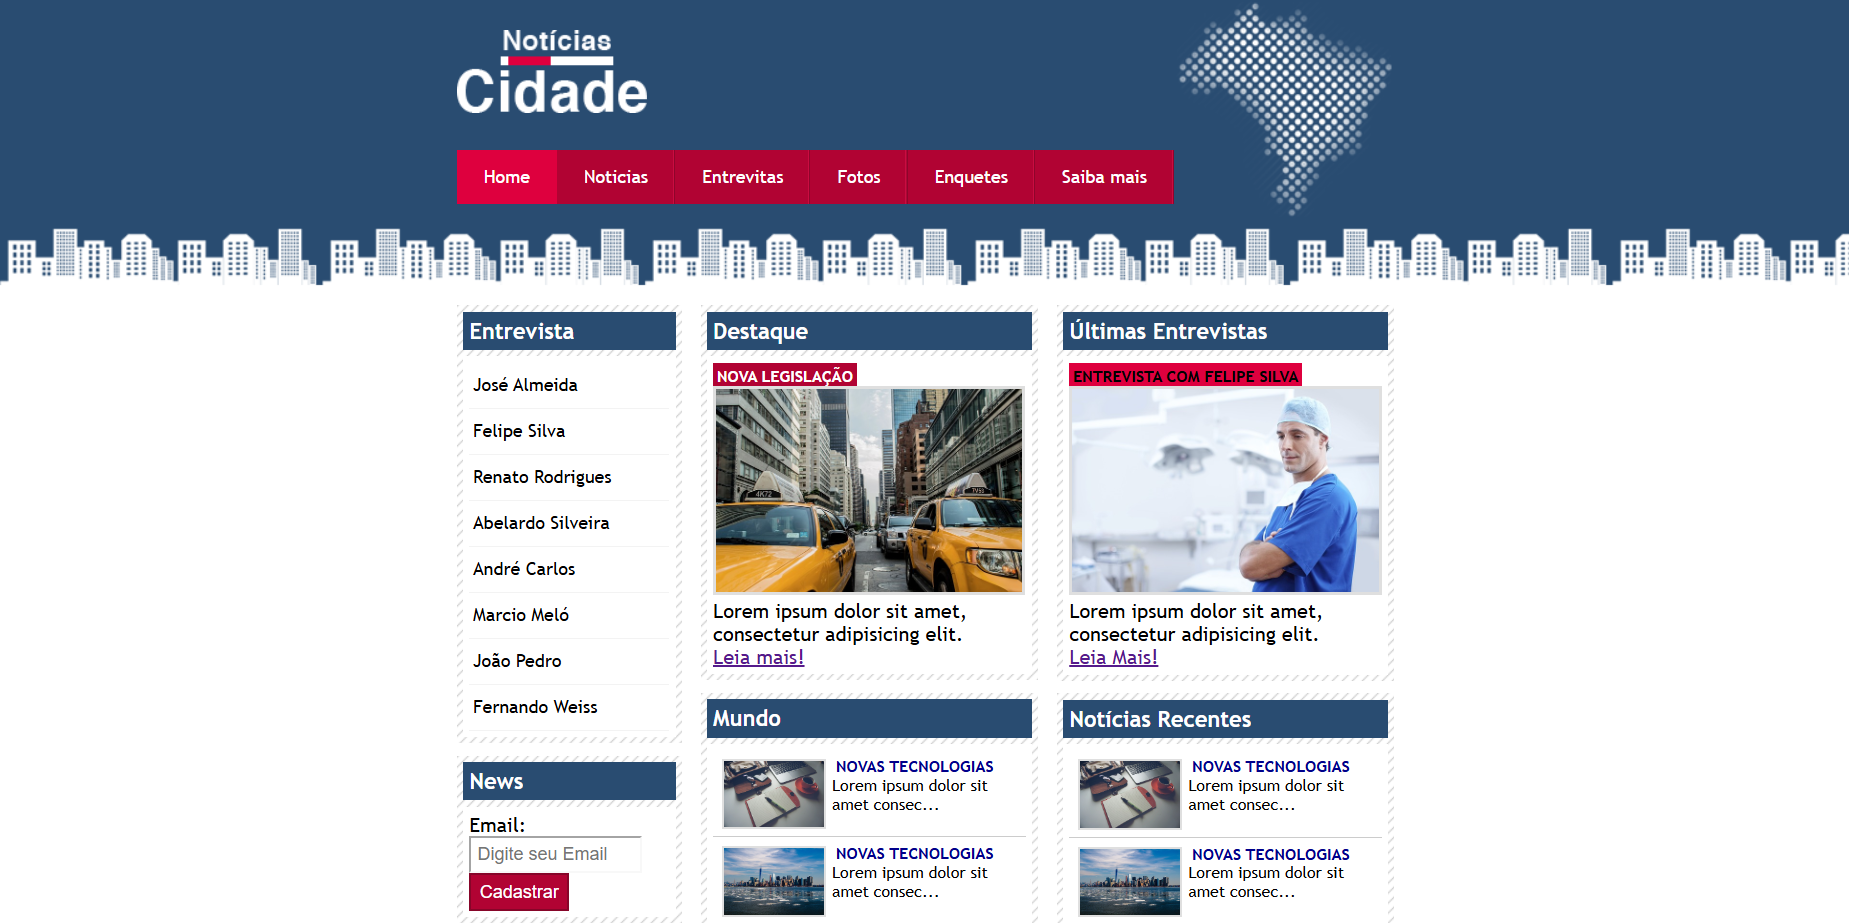 Notícias
Cidade
Home
Noticias
Entrevitas
Fotos
Enquetes
Saiba mais
Entrevista
José Almeida
Felipe Silva
Renato Rodrigues
Abelardo Silveira
André Carlos
Marcio Meló
João Pedro
Fernando Weiss
News
Email:
Digite seu Email
Cadastrar
Destaque
NOVA LEGISLAÇÃO
4K72
7V53
Lorem ipsum dolor sit amet,
consectetur adipisicing elit.
Leia mais!
Mundo
NOVAS TECNOLOGIAS
Lorem ipsum dolor sit
amet consec...
NOVAS TECNOLOGIAS
Lorem ipsum dolor sit
amet consec...
Últimas Entrevistas
ENTREVISTA COM FELIPE SILVA
Lorem ipsum dolor sit amet,
consectetur adipisicing elit.
Leia Mais!
Notícias Recentes
NOVAS TECNOLOGIAS
Lorem ipsum dolor sit
amet consec...
NOVAS TECNOLOGIAS
Lorem ipsum dolor sit
amet consec...